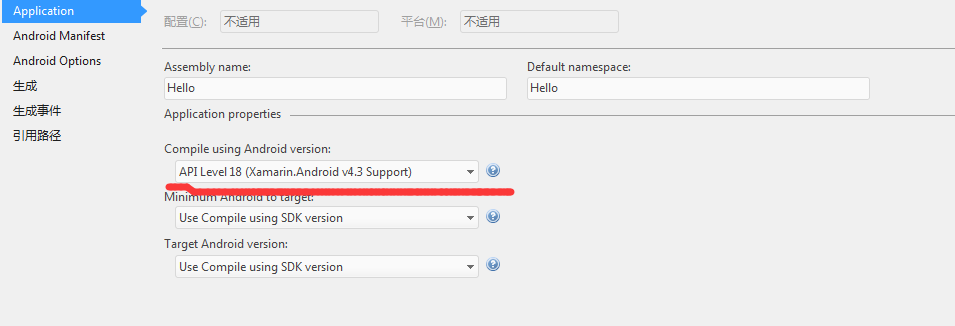 Application
Android Manifest
Android Options
生成
生成事件
引用路径
配置(C): 不适用 平台(M): 不适用
Assembly name: Default namespace:
Hello Hello
Application properties
Compile using Android version:
API Level 18 (Xamarin.Android v4.3 Support)
Minimum Android to target:
Use Compile using SDK version
Target Android version:
Use Compile using SDK version